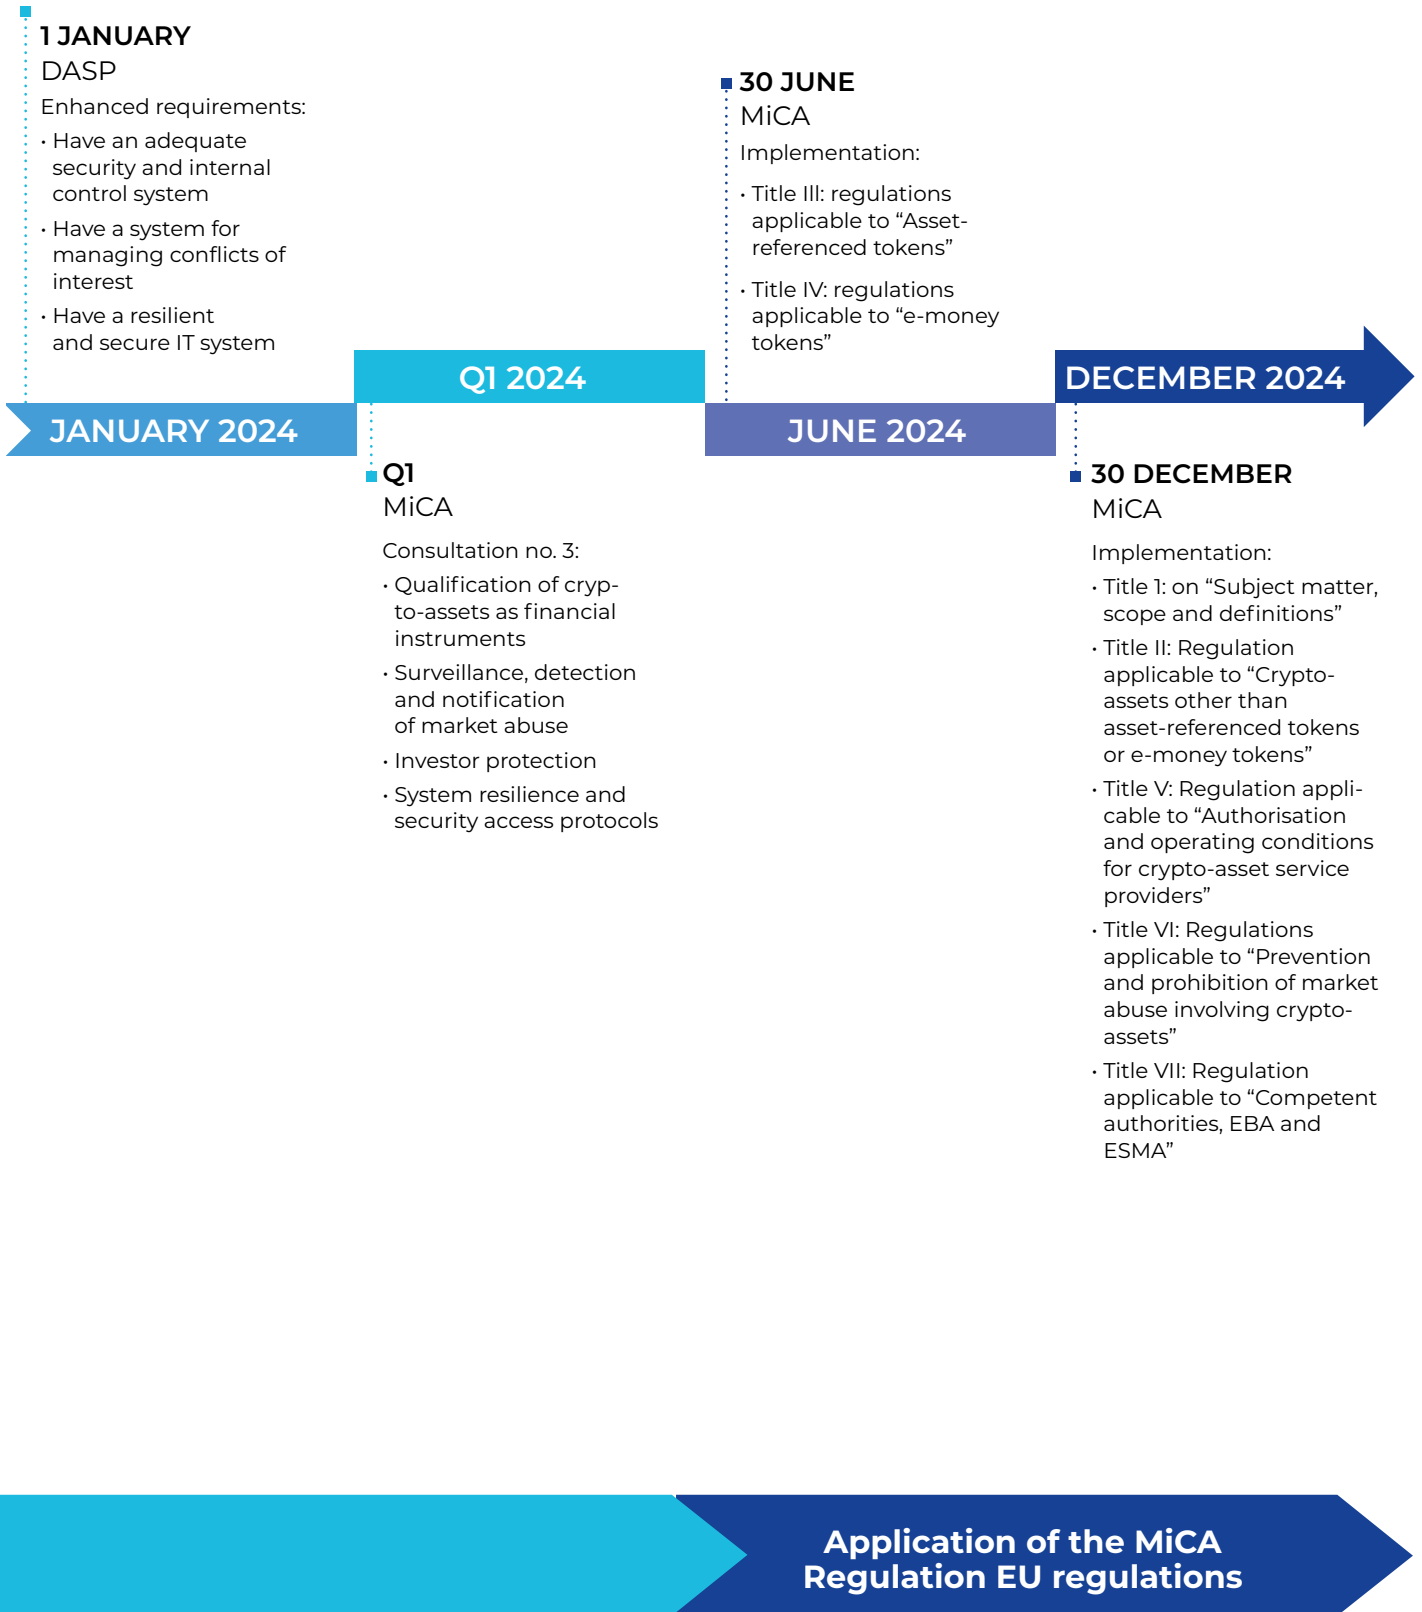 1 JANUARY
DASP
Enhanced requirements:
• Have an adequate
security and internal
control system
• Have a system for
managing conflicts of
interest
• Have a resilient
and secure IT system
JANUARY 2024
Q1 2024
Q1
MiCA
Consultation no. 3:
• Qualification of cryp-
to-assets as financial
instruments
• Surveillance, detection
and notification
of market abuse
• Investor protection
• System resilience and
security access protocols
30 JUNE
MiCA
Implementation:
• Title Ill: regulations
applicable to “Asset-
referenced tokens”
• Title IV: regulations
applicable to “e-money
tokens”
JUNE 2024
DECEMBER 2024
30 DECEMBER
MiCA
Implementation:
• Title 1: on “Subject matter,
scope and definitions”
• Title II: Regulation
applicable to “Crypto-
assets other than
asset-referenced tokens
or e-money tokens”
• Title V: Regulation appli-
cable to “Authorisation
and operating conditions
for crypto-asset service
providers”
• Title VI: Regulations
applicable to “Prevention
and prohibition of market
abuse involving crypto-
assets”
• Title VII: Regulation
applicable to “Competent
authorities, EBA and
ESMA”
Application of the MiCA
Regulation EU regulations